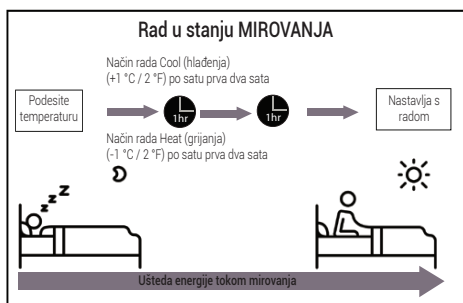 Rad u stanju MIROVANJA
Način rada Cool (hlađenja)
(+1 °C / 2 °F) po satu prva dva sata
Podesite
temperaturu
1hr
1hr
Nastavlja s
radom
Način rada Heat (grijanja)
(-1 °C / 2 °F) po satu prva dva sata
z z z z
Ušteda energije tokom mirovanja